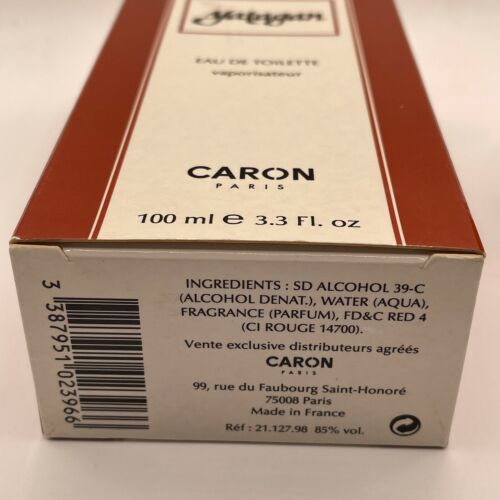 Yatagan
EAU DE TOILETTE
vaporisateur
CARON
PARIS
100 ml e 3.3 Fl. oz
INGREDIENTS : SD ALCOHOL 39-C
(ALCOHOL DENAT.), WATER (AQUA),
FRAGRANCE (PARFUM), FD&C RED 4
(CI ROUGE 14700).
Vente exclusive distributeurs agréés
CARON
PARIS
99, rue du Faubourg Saint-Honoré
75008 Paris
Made in France
Réf : 21.127.98 85% vol.
3 387951 023966